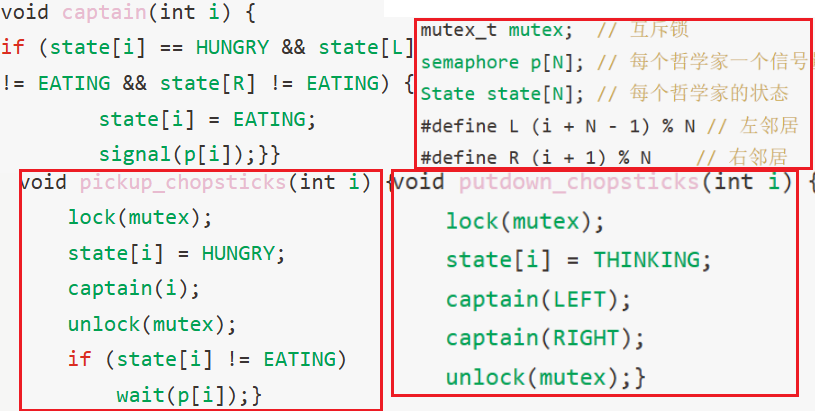 void captain(int i) {
if (state[i] == HUNGRY && state[L]
!= EATING && state[R] != EATING) {
state[i] = EATING;
signal(p[i]);}}
mutex_t mutex; // 互斥锁
semaphore p[N]; // 每个哲学家一个信号
State state[N]; // 每个哲学家的状态
#define L (i + N - 1) % N // 左邻居
#define R (i + 1) % N // 右邻居
void pickup_chopsticks(int i) {
lock(mutex);
state[i] = HUNGRY;
captain(i);
unlock(mutex);
if (state[i] != EATING)
wait(p[i]);}
void putdown_chopsticks(int i) {
lock(mutex);
state[i] = THINKING;
captain(LEFT);
captain(RIGHT);
unlock(mutex);}